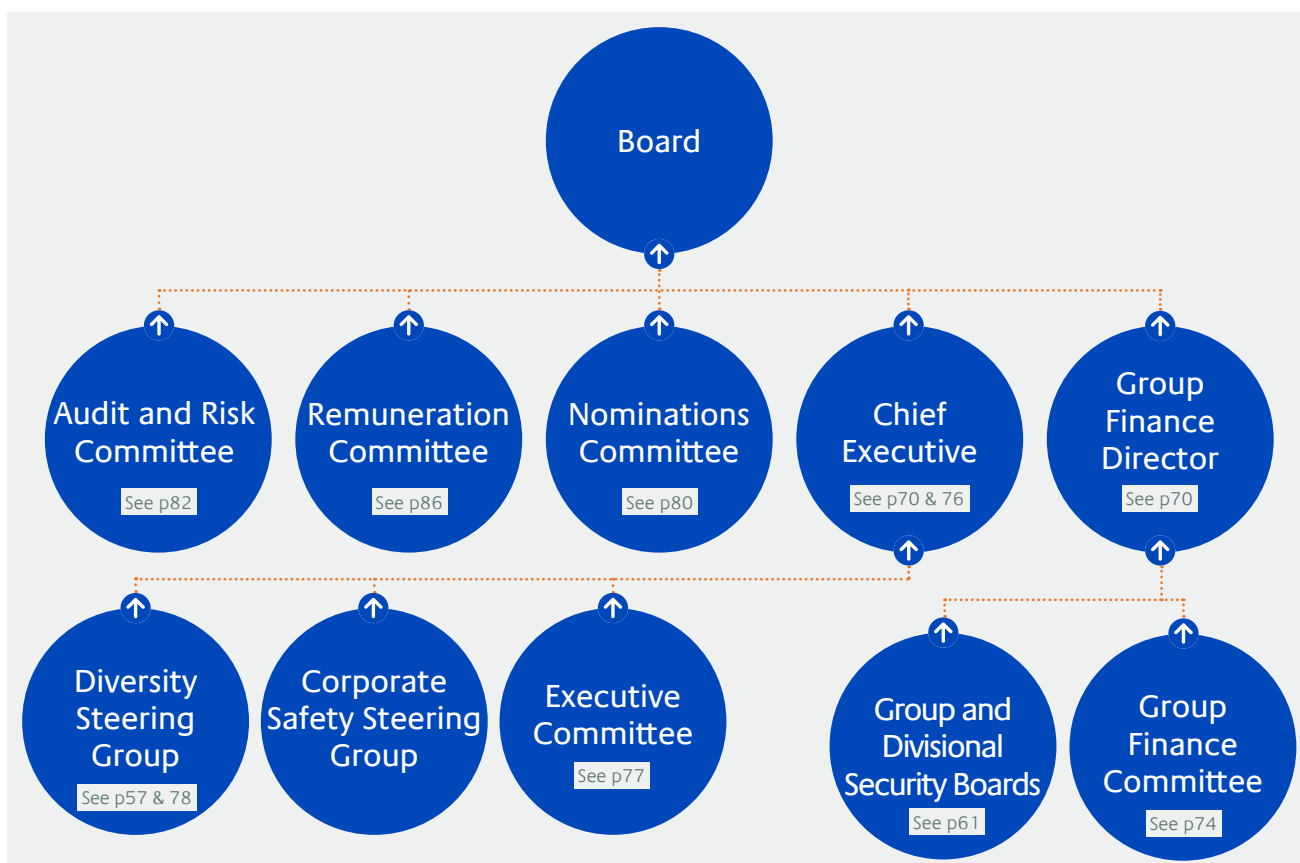 Board
Audit and Risk
Committee
See p82
Remuneration
Committee
See p86
Nominations
Committee
See p80
Chief
Executive
See p70 & 76
Group
Finance
Director
See p70
Diversity
Steering
Group
See p57 & 78
Corporate
Safety Steering
Group
Executive
Committee
See p77
Group and
Divisional
Security Boards
See p61
Group
Finance
Committee
See p74